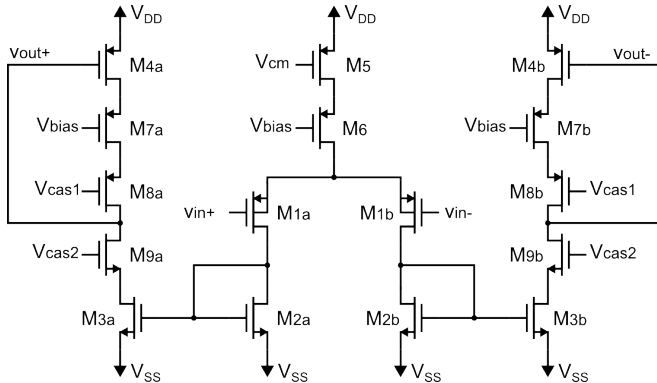 VDD VDD VDD
vout+ M4a Vcm M5 M4b vout-
Vbias M7a Vbias M6 Vbias M7b
Vcas1 M8a M8b Vcas1
vin+ M1a M1b vin-
Vcas2 M9a M9b Vcas2
M3a M2a M2b M3b
VSS VSS VSS VSS